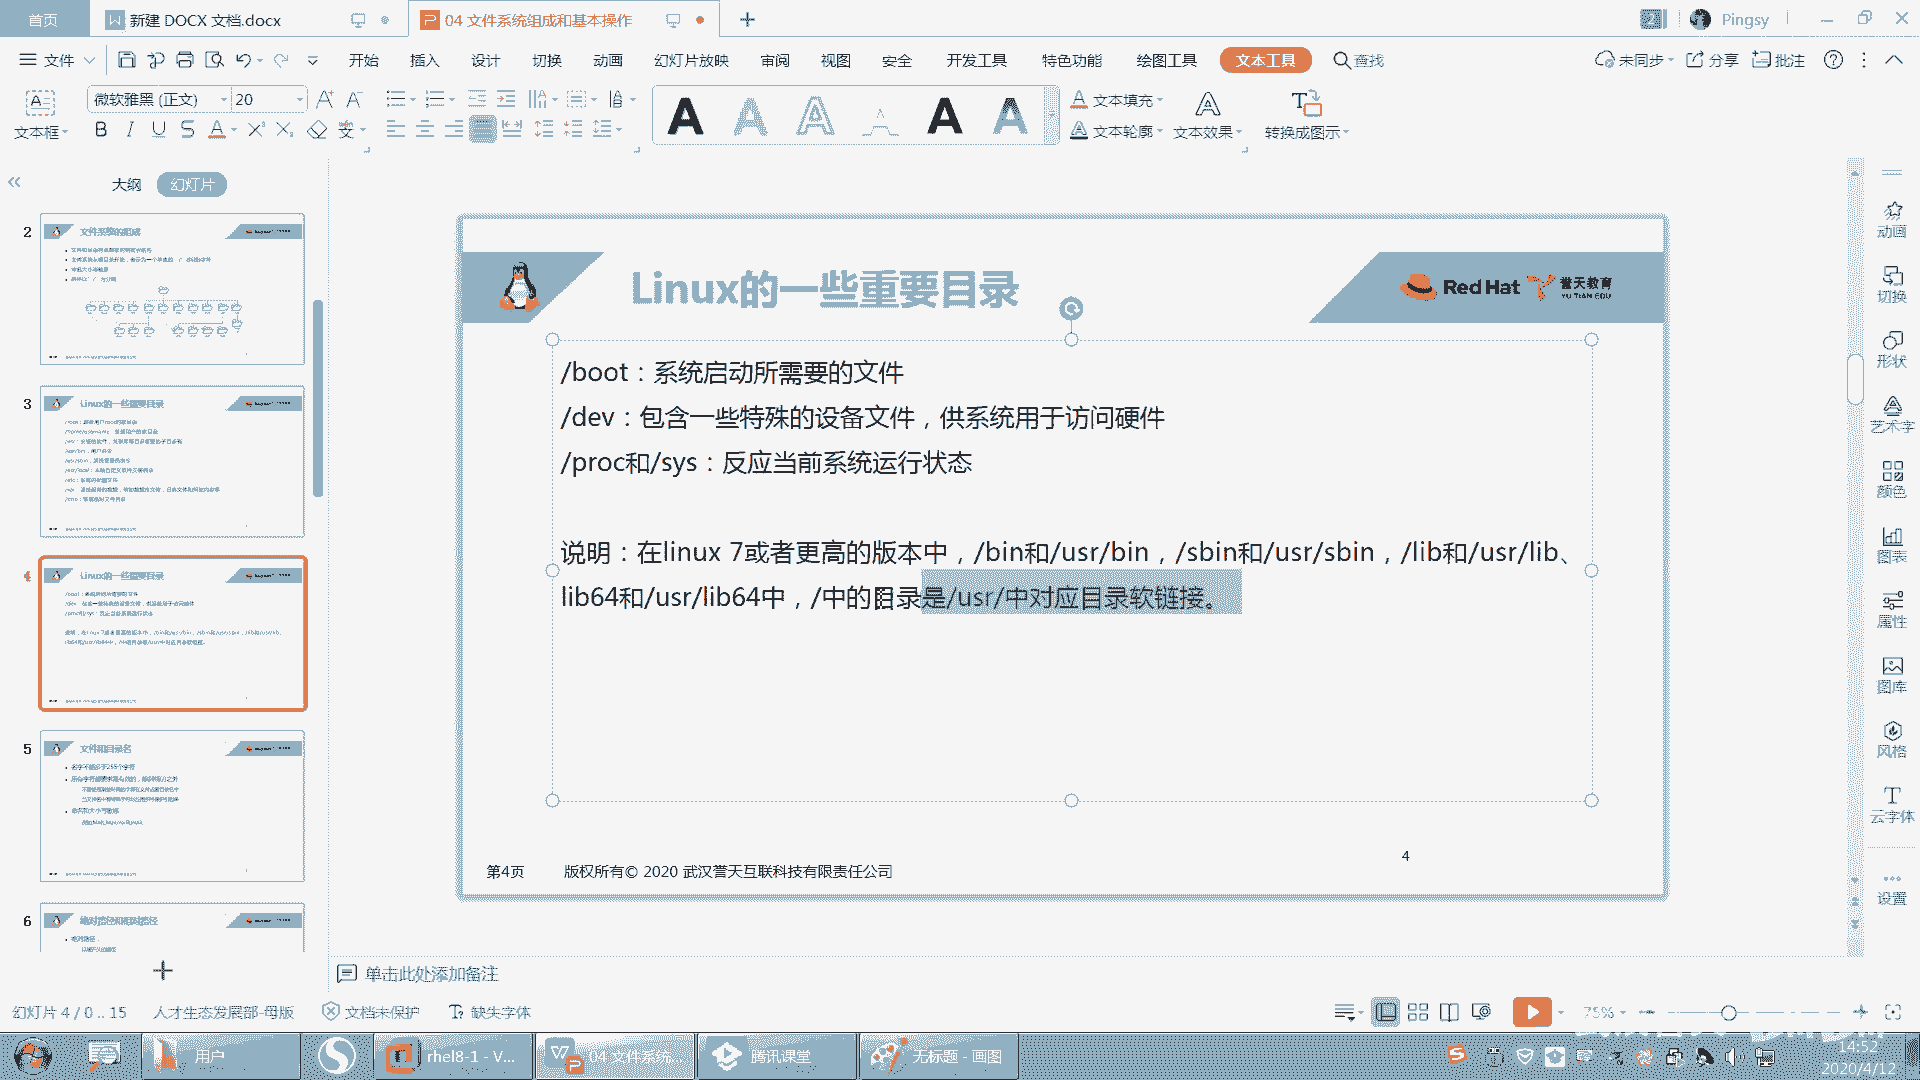 首页
新建 DOCX 文档.docx
04 文件系统组成和基本操作
Pingsy
文件
开始 插入 设计 切换 动画 幻灯片放映 审阅 视图 安全 开发工具 特色功能 绘图工具 文本工具 查找
未同步 分享 批注
文本框
微软雅黑 (正文) 20
文本填充
文本轮廓
文本效果
转换成图示
大纲 幻灯片
2
文件系统的组成
3
Linux的一些重要目录
4
Linux的一些重要目录
5
文件和目录名
6
绝对路径和相对路径
Linux的一些重要目录
Red Hat 誉天教育
YU TIAN EDU
/boot：系统启动所需要的文件
/dev：包含一些特殊的设备文件，供系统用于访问硬件
/proc和/sys：反应当前系统运行状态
说明：在linux 7或者更高的版本中，/bin和/usr/bin，/sbin和/usr/sbin，/lib和/usr/lib、
lib64和/usr/lib64中，/中的目录是/usr/中对应目录软链接。
第4页 版权所有© 2020 武汉誉天互联科技有限责任公司
4
动画
切换
形状
艺术字
颜色
图表
属性
图库
风格
云字体
设置
单击此处添加备注
幻灯片 4 / 0 .. 15 人才生态发展部-母版 文档未保护 缺失字体
75%
用户
rhel8-1 - V...
04 文件系统...
腾讯课堂
无标题 - 画图
14:52
2020/4/12